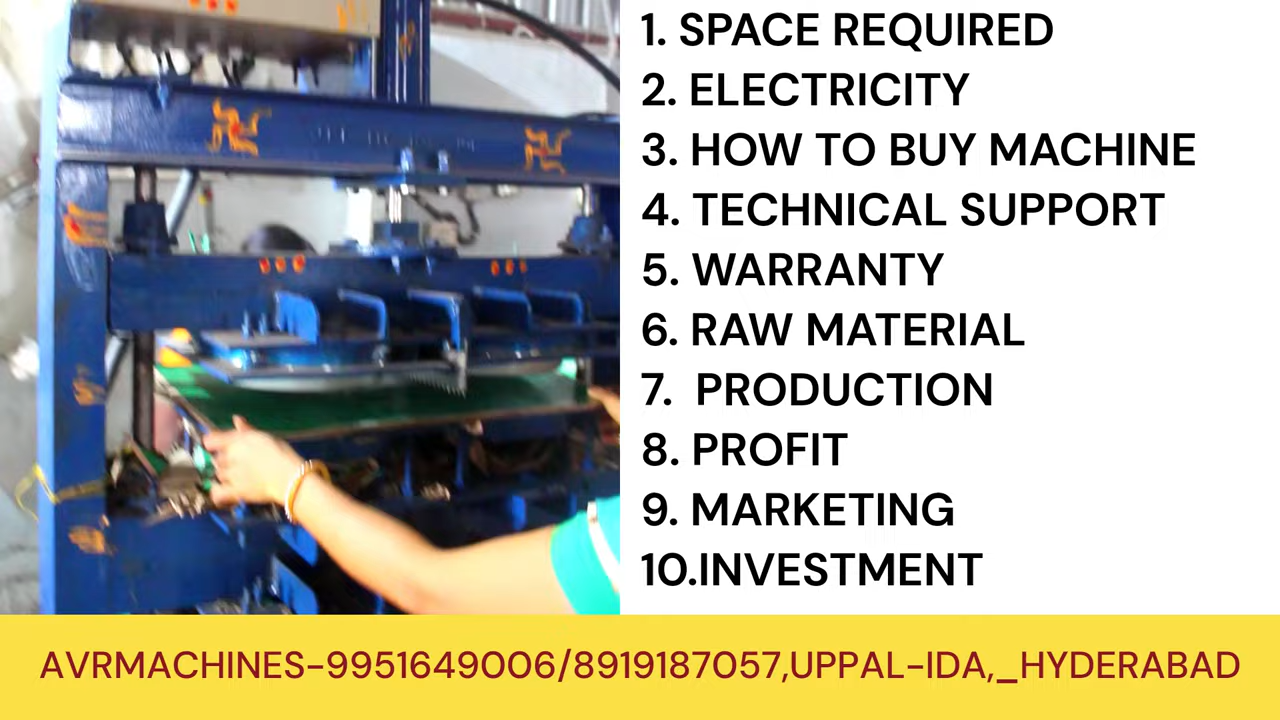 1. SPACE REQUIRED
2. ELECTRICITY
3. HOW TO BUY MACHINE
4. TECHNICAL SUPPORT
5. WARRANTY
6. RAW MATERIAL
7. PRODUCTION
8. PROFIT
9. MARKETING
10.INVESTMENT
AVRMACHINES-9951649006/8919187057,UPPAL-IDA,_HYDERABAD